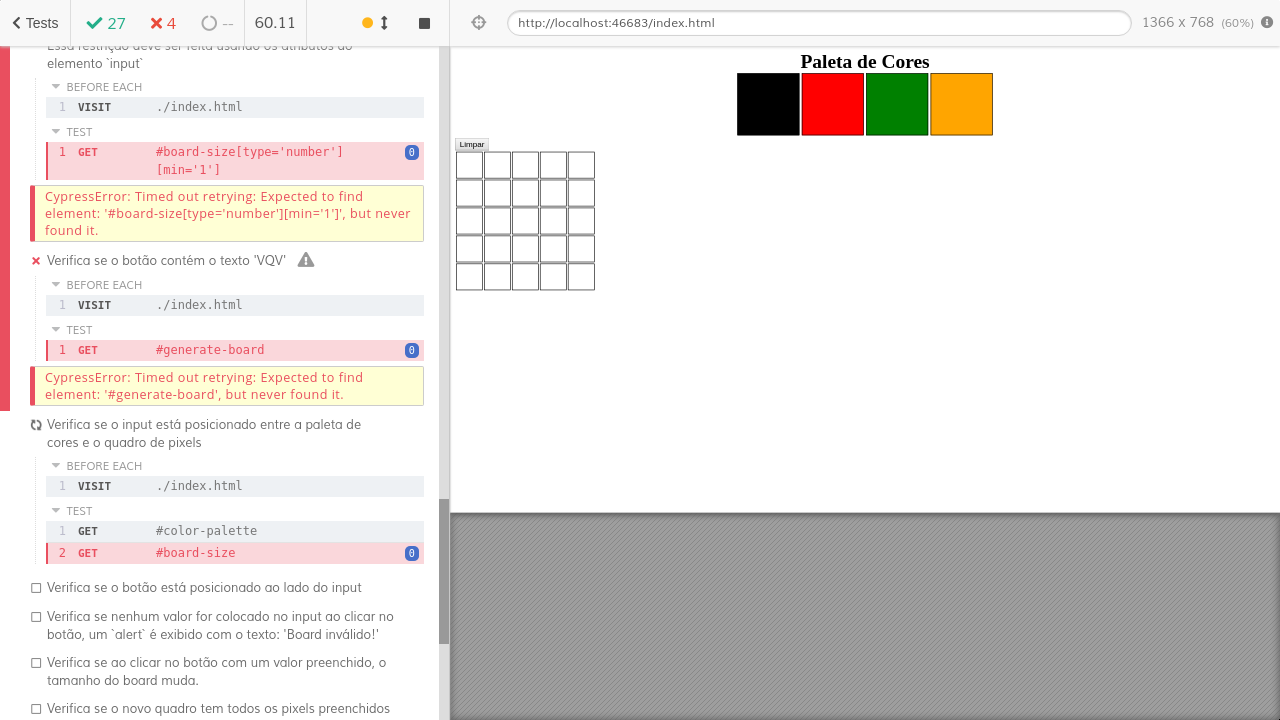 Tests
27
4
--
60.11
http://localhost:46683/index.html
1366 x 768 (60%)
Essa restrição deve ser feita usando os atributos do
elemento `input`
BEFORE EACH
1 VISIT ./index.html
TEST
1 GET #board-size[type='number']
[min='1'] 0
CypressError: Timed out retrying: Expected to find
element: '#board-size[type='number'][min='1']', but never
found it.
Verifica se o botão contém o texto 'VQV'
BEFORE EACH
1 VISIT ./index.html
TEST
1 GET #generate-board 0
CypressError: Timed out retrying: Expected to find
element: '#generate-board', but never found it.
Verifica se o input está posicionado entre a paleta de
cores e o quadro de pixels
BEFORE EACH
1 VISIT ./index.html
TEST
1 GET #color-palette
2 GET #board-size 0
Verifica se o botão está posicionado ao lado do input
Verifica se nenhum valor for colocado no input ao clicar no
botão, um `alert` é exibido com o texto: 'Board inválido!'
Verifica se ao clicar no botão com um valor preenchido, o
tamanho do board muda.
Verifica se o novo quadro tem todos os pixels preenchidos
Paleta de Cores
Limpar